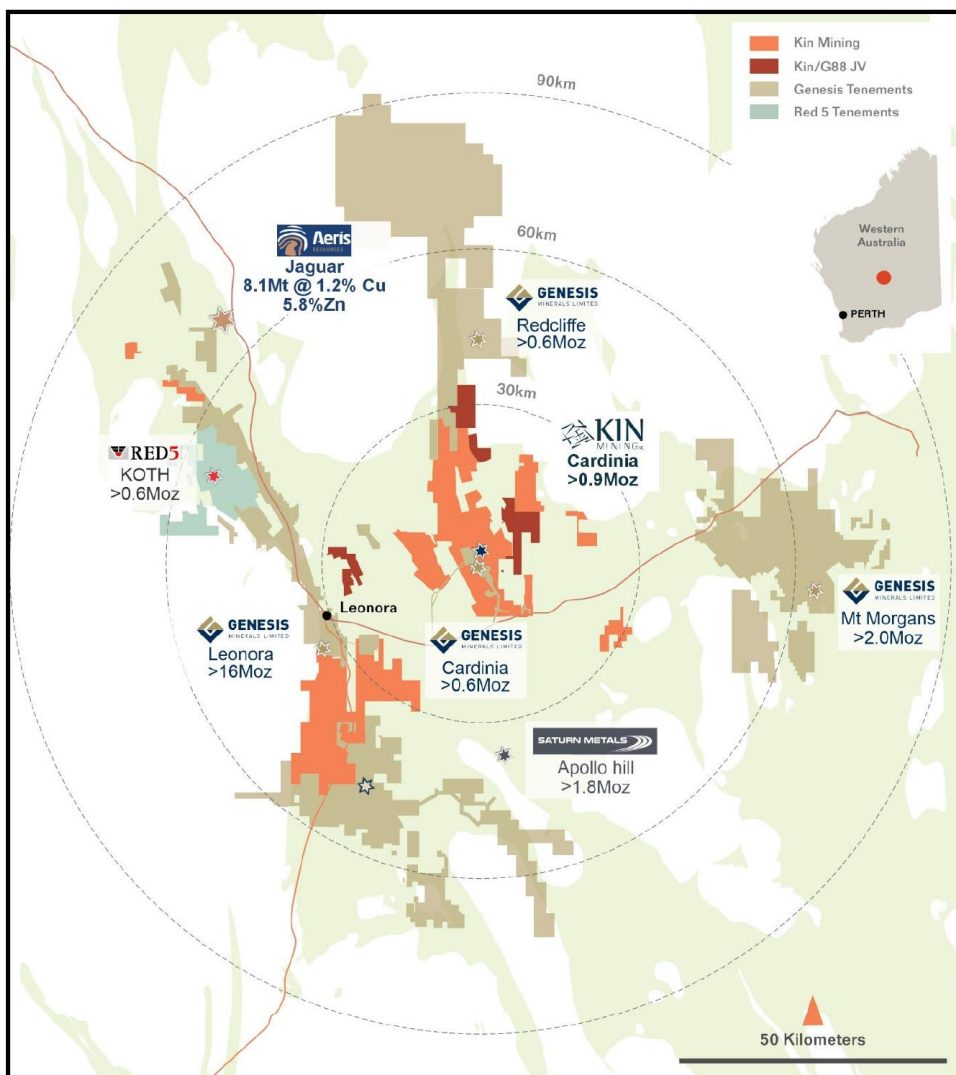 Kin Mining
Kin/G88 JV
Genesis Tenements
Red 5 Tenements
90km
Western
Australia
PERTH
Aeris
RESOURCES
Jaguar
8.1Mt @ 1.2% Cu
5.8%Zn
60km
GENESIS
MINERALS LIMITED
Redcliffe
>0.6Moz
30km
KIN
MINING
Cardinia
>0.9Moz
RED5
KOTH
>0.6Moz
Leonora
GENESIS
MINERALS LIMITED
Mt Morgans
>2.0Moz
GENESIS
MINERALS LIMITED
Leonora
>16Moz
GENESIS
MINERALS LIMITED
Cardinia
>0.6Moz
SATURN METALS
Apollo hill
>1.8Moz
50 Kilometers